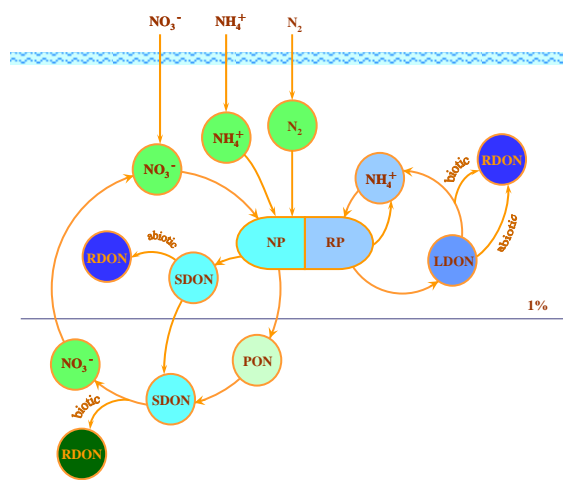 NO₃⁻ NH₄⁺ N₂
N₂
NH₄⁺
NO₃⁻
NH₄⁺
biotic
RDON
NP RP
abiotic
RDON
SDON
LDON
abiotic
1%
NO₃⁻
PON
SDON
biotic
RDON